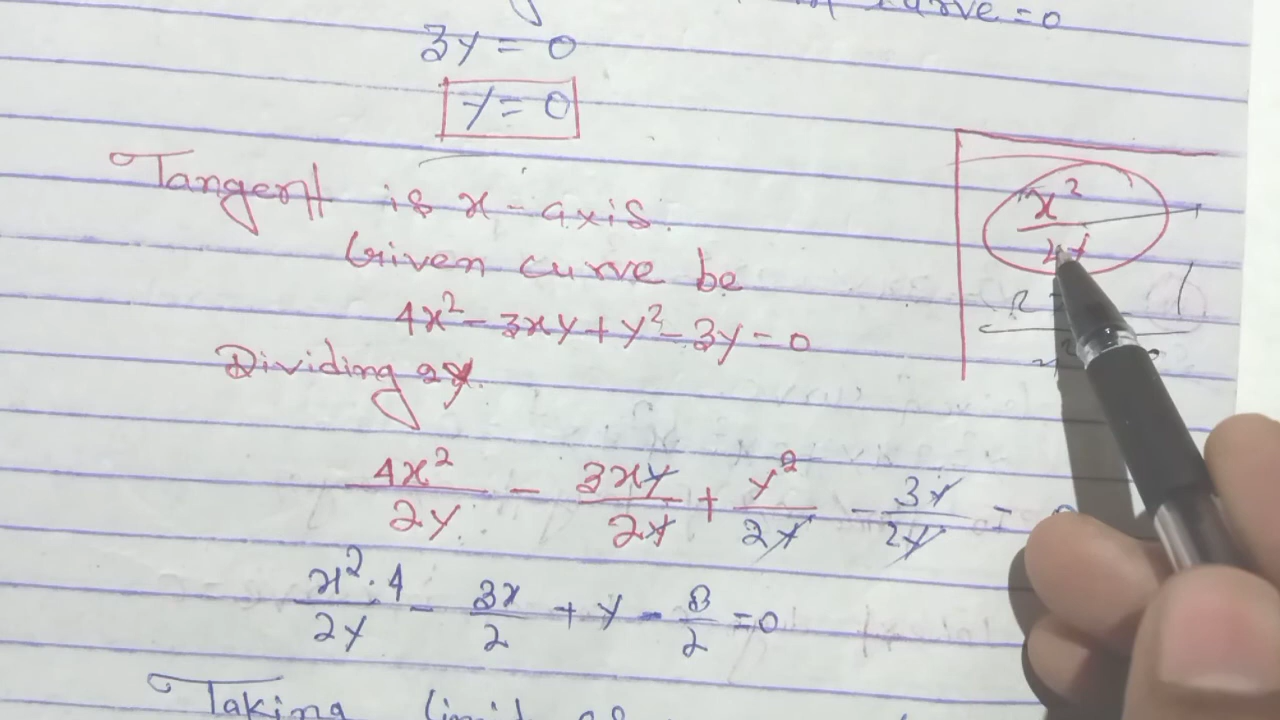 curve = 0
3y = 0
y = 0
Tangent is x-axis.
Given curve be
4x² - 3xy + y² - 3y = 0
Dividing 2y.
4x²/2y - 3xy/2y + y²/2y - 3y/2y =
x².4/2y - 3x/2 + y - 3/2 = 0
Taking
x²/2y